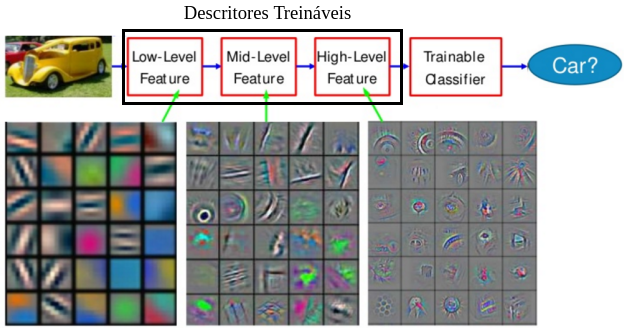 Descritores Treináveis
Low-Level
Feature
Mid-Level
Feature
High-Level
Feature
Trainable
Classifier
Car?